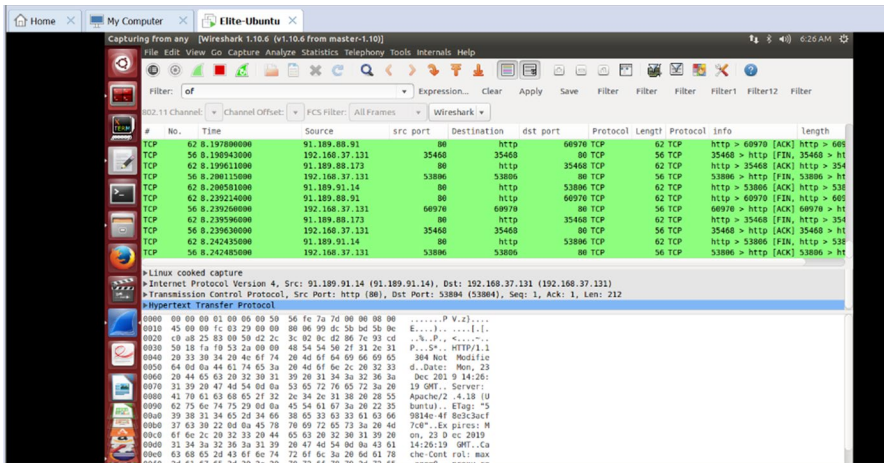 Home × My Computer × Elite-Ubuntu ×
Capturing from any [Wireshark 1.10.6 (v1.10.6 from master-1.10)] 6:26 AM
File Edit View Go Capture Analyze Statistics Telephony Tools Internals Help
Filter: of Expression... Clear Apply Save Filter Filter Filter Filter1 Filter12 Filter
802.11 Channel: Channel Offset: FCS Filter: All Frames Wireshark
# No. Time Source src port Destination dst port Protocol Length Protocol info length
TCP 62 8.197800000 91.189.88.91 80 http 60970 TCP 62 TCP http > 60970 [ACK] http > 609
TCP 56 8.198943000 192.168.37.131 35468 35468 80 TCP 56 TCP 35468 > http [FIN, 35468 > ht
TCP 62 8.199611000 91.189.88.173 80 http 35468 TCP 62 TCP http > 35468 [ACK] http > 354
TCP 56 8.200115000 192.168.37.131 53806 53806 80 TCP 56 TCP 53806 > http [FIN, 53806 > ht
TCP 62 8.200581000 91.189.91.14 80 http 53806 TCP 62 TCP http > 53806 [ACK] http > 538
TCP 62 8.239214000 91.189.88.91 80 http 60970 TCP 62 TCP http > 60970 [FIN, http > 609
TCP 56 8.239260000 192.168.37.131 60970 60970 80 TCP 56 TCP 60970 > http [ACK] 60970 > ht
TCP 62 8.239596000 91.189.88.173 80 http 35468 TCP 62 TCP http > 35468 [FIN, http > 354
TCP 56 8.239630000 192.168.37.131 35468 35468 80 TCP 56 TCP 35468 > http [ACK] 35468 > ht
TCP 62 8.242435000 91.189.91.14 80 http 53806 TCP 62 TCP http > 53806 [FIN, http > 538
TCP 56 8.242485000 192.168.37.131 53806 53806 80 TCP 56 TCP 53806 > http [ACK] 53806 > ht
Linux cooked capture
Internet Protocol Version 4, Src: 91.189.91.14 (91.189.91.14), Dst: 192.168.37.131 (192.168.37.131)
Transmission Control Protocol, Src Port: http (80), Dst Port: 53804 (53804), Seq: 1, Ack: 1, Len: 212
Hypertext Transfer Protocol
0000 00 00 00 01 00 06 00 50 56 fe 7a 7d 00 00 08 00 .......P V.z}....
0010 45 00 00 fc 03 29 00 00 80 06 99 dc 5b bd 5b 0e E....).. ....[.[.
0020 c0 a8 25 83 00 50 d2 2c 3c 02 0c d2 86 7e 93 cd ..%..P., <....~..
0030 50 18 fa f0 53 2a 00 00 48 54 54 50 2f 31 2e 31 P...S*.. HTTP/1.1
0040 20 33 30 34 20 4e 6f 74 20 4d 6f 64 69 66 69 65 304 Not Modifie
0050 64 0d 0a 44 61 74 65 3a 20 4d 6f 6e 2c 20 32 33 d..Date: Mon, 23
0060 20 44 65 63 20 32 30 31 39 20 31 34 3a 32 36 3a Dec 201 9 14:26:
0070 31 39 20 47 4d 54 0d 0a 53 65 72 76 65 72 3a 20 19 GMT.. Server:
0080 41 70 61 63 68 65 2f 32 2e 34 2e 31 38 20 28 55 Apache/2 .4.18 (U
0090 62 75 6e 74 75 29 0d 0a 45 54 61 67 3a 20 22 35 buntu).. ETag: "5
00a0 39 38 31 34 65 2d 34 66 38 65 33 63 33 61 63 66 9814e-4f 8e3c3acf
00b0 37 63 30 22 0d 0a 45 78 70 69 72 65 73 3a 20 4d 7c0"..Ex pires: M
00c0 6f 6e 2c 20 32 33 20 44 65 63 20 32 30 31 39 20 on, 23 D ec 2019
00d0 31 34 3a 32 36 3a 31 39 20 47 4d 54 0d 0a 43 61 14:26:19 GMT..Ca
00e0 63 68 65 2d 43 6f 6e 74 72 6f 6c 3a 20 6d 61 78 che-Cont rol: max